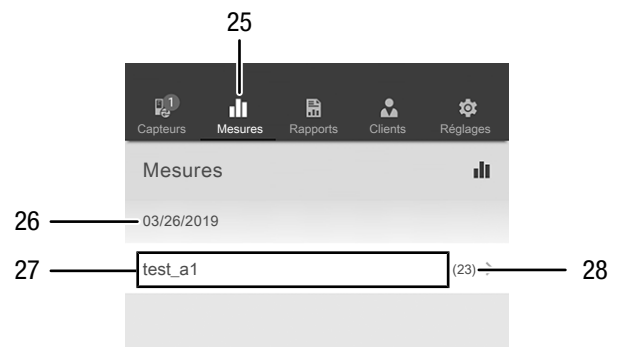 25
1
Capteurs Mesures Rapports Clients Réglages
Mesures
26 03/26/2019
27 test_a1 (23) 28